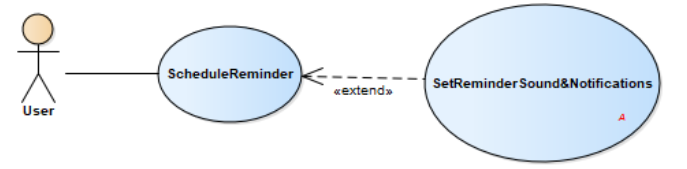 ScheduleReminder
SetReminderSound&Notifications
«extend»
User
A